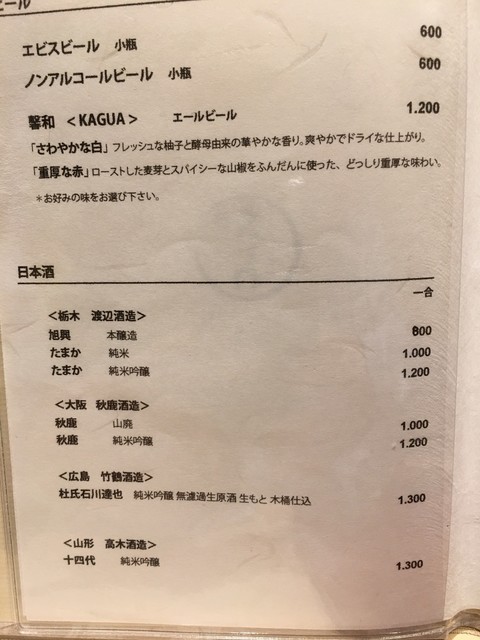 ビール
エビスビール 小瓶 600
ノンアルコールビール 小瓶 600
馨和 ＜KAGUA＞ エールビール 1.200
「さわやかな白」フレッシュな柚子と酵母由来の華やかな香り。爽やかでドライな仕上がり。
「重厚な赤」ローストした麦芽とスパイシーな山椒をふんだんに使った、どっしり重厚な味わい。
＊お好みの味をお選び下さい。
日本酒
一合
＜栃木 渡辺酒造＞
旭興 本醸造 800
たまか 純米 1.000
たまか 純米吟醸 1.200
＜大阪 秋鹿酒造＞
秋鹿 山廃 1.000
秋鹿 純米吟醸 1.200
＜広島 竹鶴酒造＞
杜氏石川達也 純米吟醸 無濾過生原酒 生もと 木桶仕込 1.300
＜山形 高木酒造＞
十四代 純米吟醸 1.300